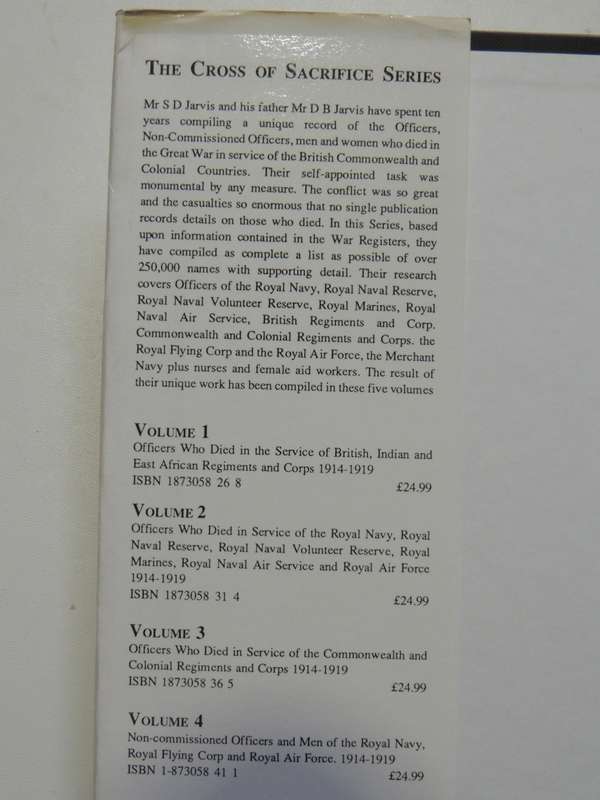 THE CROSS OF SACRIFICE SERIES
Mr S D Jarvis and his father Mr D B Jarvis have spent ten
years compiling a unique record of the Officers,
Non-Commissioned Officers, men and women who died in
the Great War in service of the British Commonwealth and
Colonial Countries. Their self-appointed task was
monumental by any measure. The conflict was so great
and the casualties so enormous that no single publication
records details on those who died. In this Series, based
upon information contained in the War Registers, they
have compiled as complete a list as possible of over
250,000 names with supporting detail. Their research
covers Officers of the Royal Navy, Royal Naval Reserve,
Royal Naval Volunteer Reserve, Royal Marines, Royal
Naval Air Service, British Regiments and Corp.
Commonwealth and Colonial Regiments and Corps. the
Royal Flying Corp and the Royal Air Force, the Merchant
Navy plus nurses and female aid workers. The result of
their unique work has been compiled in these five volumes
VOLUME 1
Officers Who Died in the Service of British, Indian and
East African Regiments and Corps 1914-1919
ISBN 1873058 26 8 £24.99
VOLUME 2
Officers Who Died in Service of the Royal Navy, Royal
Naval Reserve, Royal Naval Volunteer Reserve, Royal
Marines, Royal Naval Air Service and Royal Air Force
1914-1919
ISBN 1873058 31 4 £24.99
VOLUME 3
Officers Who Died in Service of the Commonwealth and
Colonial Regiments and Corps 1914-1919
ISBN 1873058 36 5 £24.99
VOLUME 4
Non-commissioned Officers and Men of the Royal Navy,
Royal Flying Corp and Royal Air Force. 1914-1919
ISBN 1-873058 41 1 £24.99